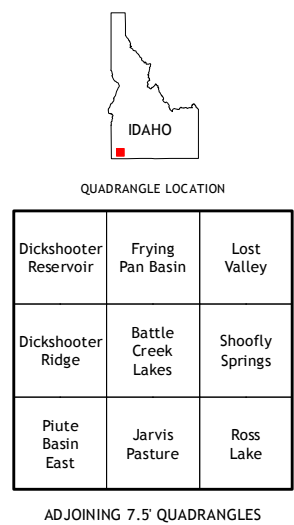 IDAHO
QUADRANGLE LOCATION
Dickshooter
Reservoir
Frying
Pan Basin
Lost
Valley
Dickshooter
Ridge
Battle
Creek
Lakes
Shoofly
Springs
Piute
Basin
East
Jarvis
Pasture
Ross
Lake
ADJOINING 7.5' QUADRANGLES